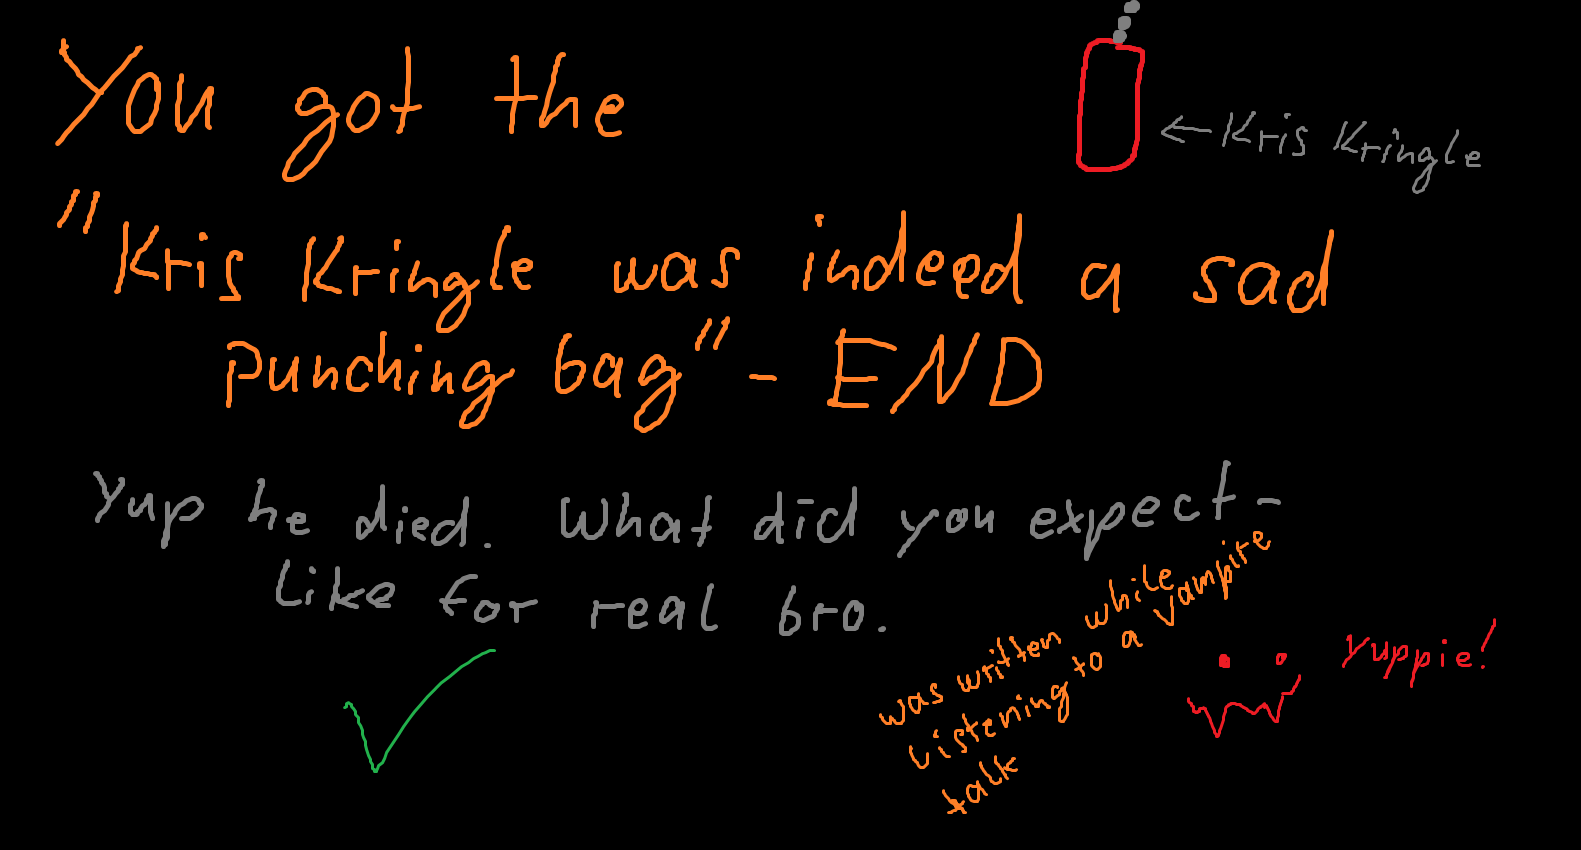 You got the
← Kris Kringle
"Kris Kringle was indeed a sad
punching bag" - END
Yup he died. What did you expect -
like for real bro.
was written while
listening to a vampire
talk
Yuppie!